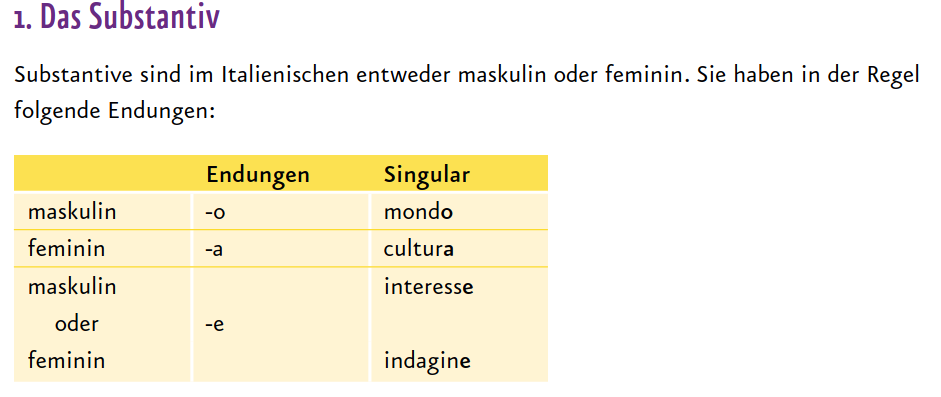 1. Das Substantiv
Substantive sind im Italienischen entweder maskulin oder feminin. Sie haben in der Regel
folgende Endungen:
Endungen Singular
maskulin -o mondo
feminin -a cultura
maskulin interesse
oder -e
feminin indagine